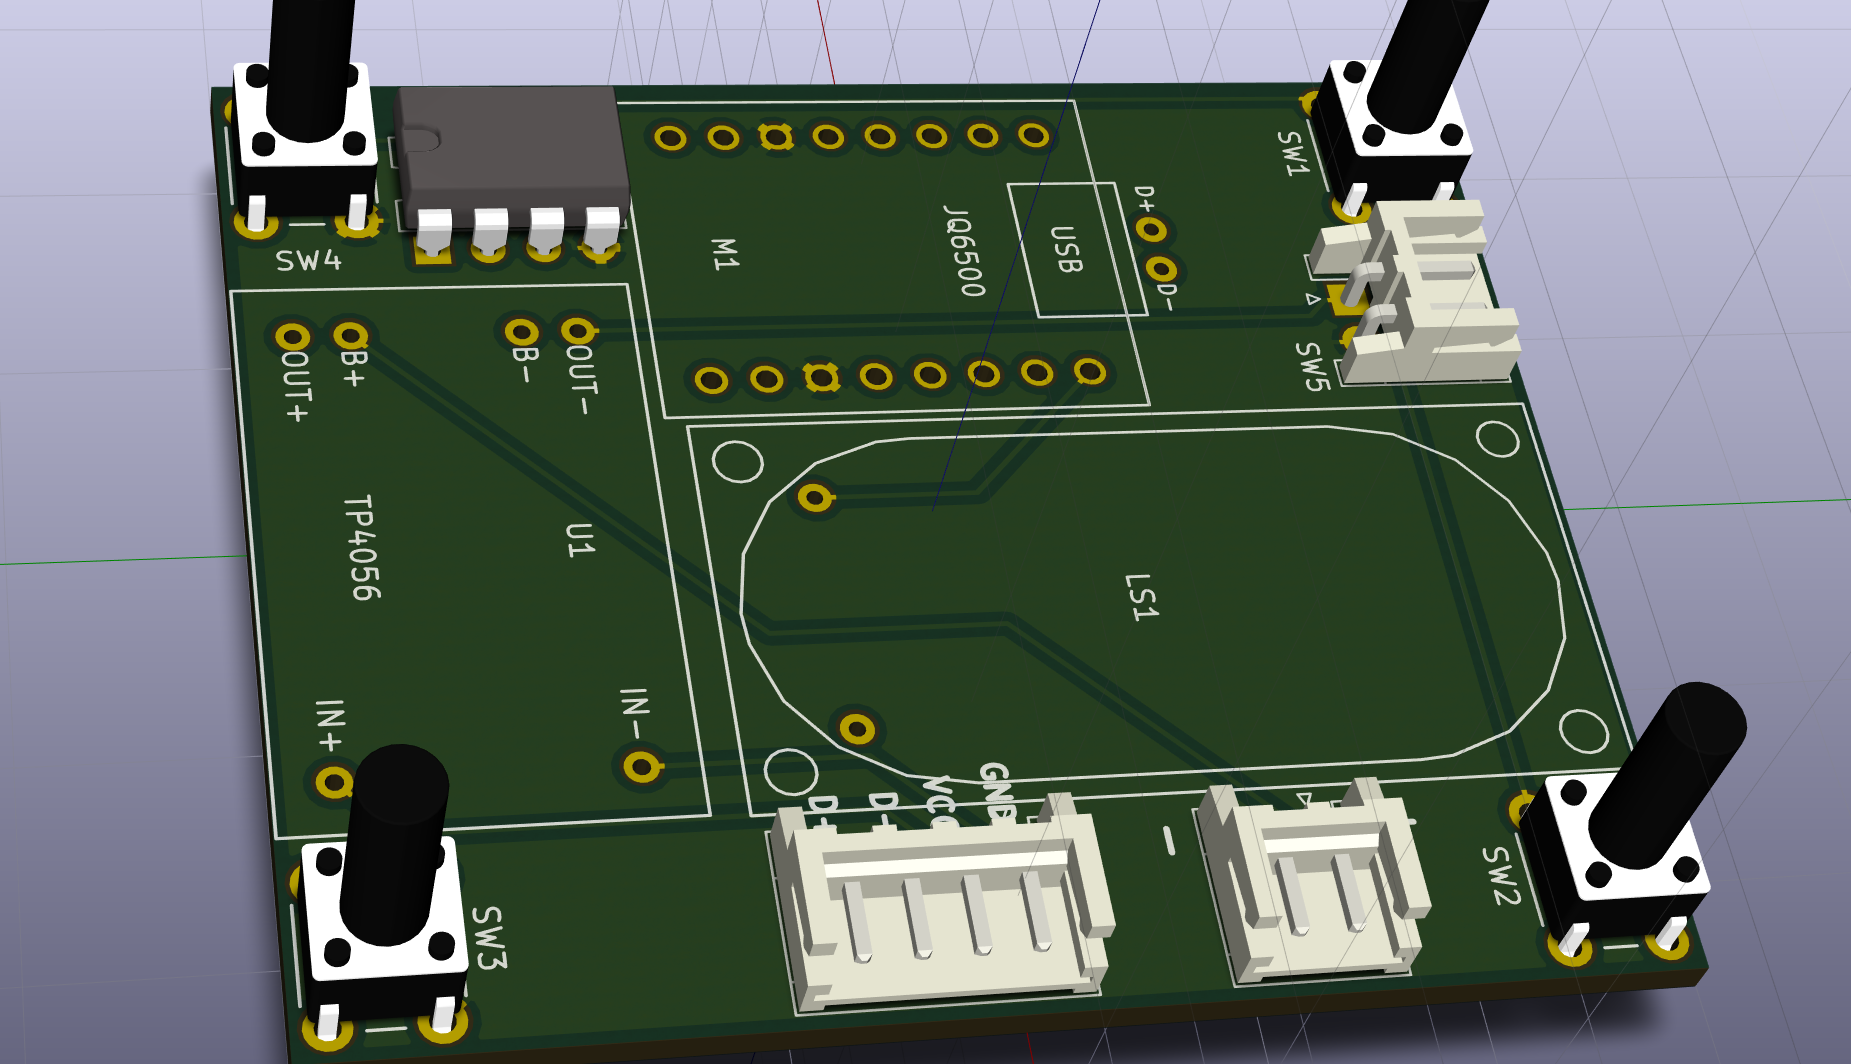 SW4
SW1
M1
JQ6500
USB
D+
D-
SW5
OUT+
B+
B-
OUT-
TP4056
U1
LS1
IN+
IN-
D+
D-
VCC
GND
SW3
SW2